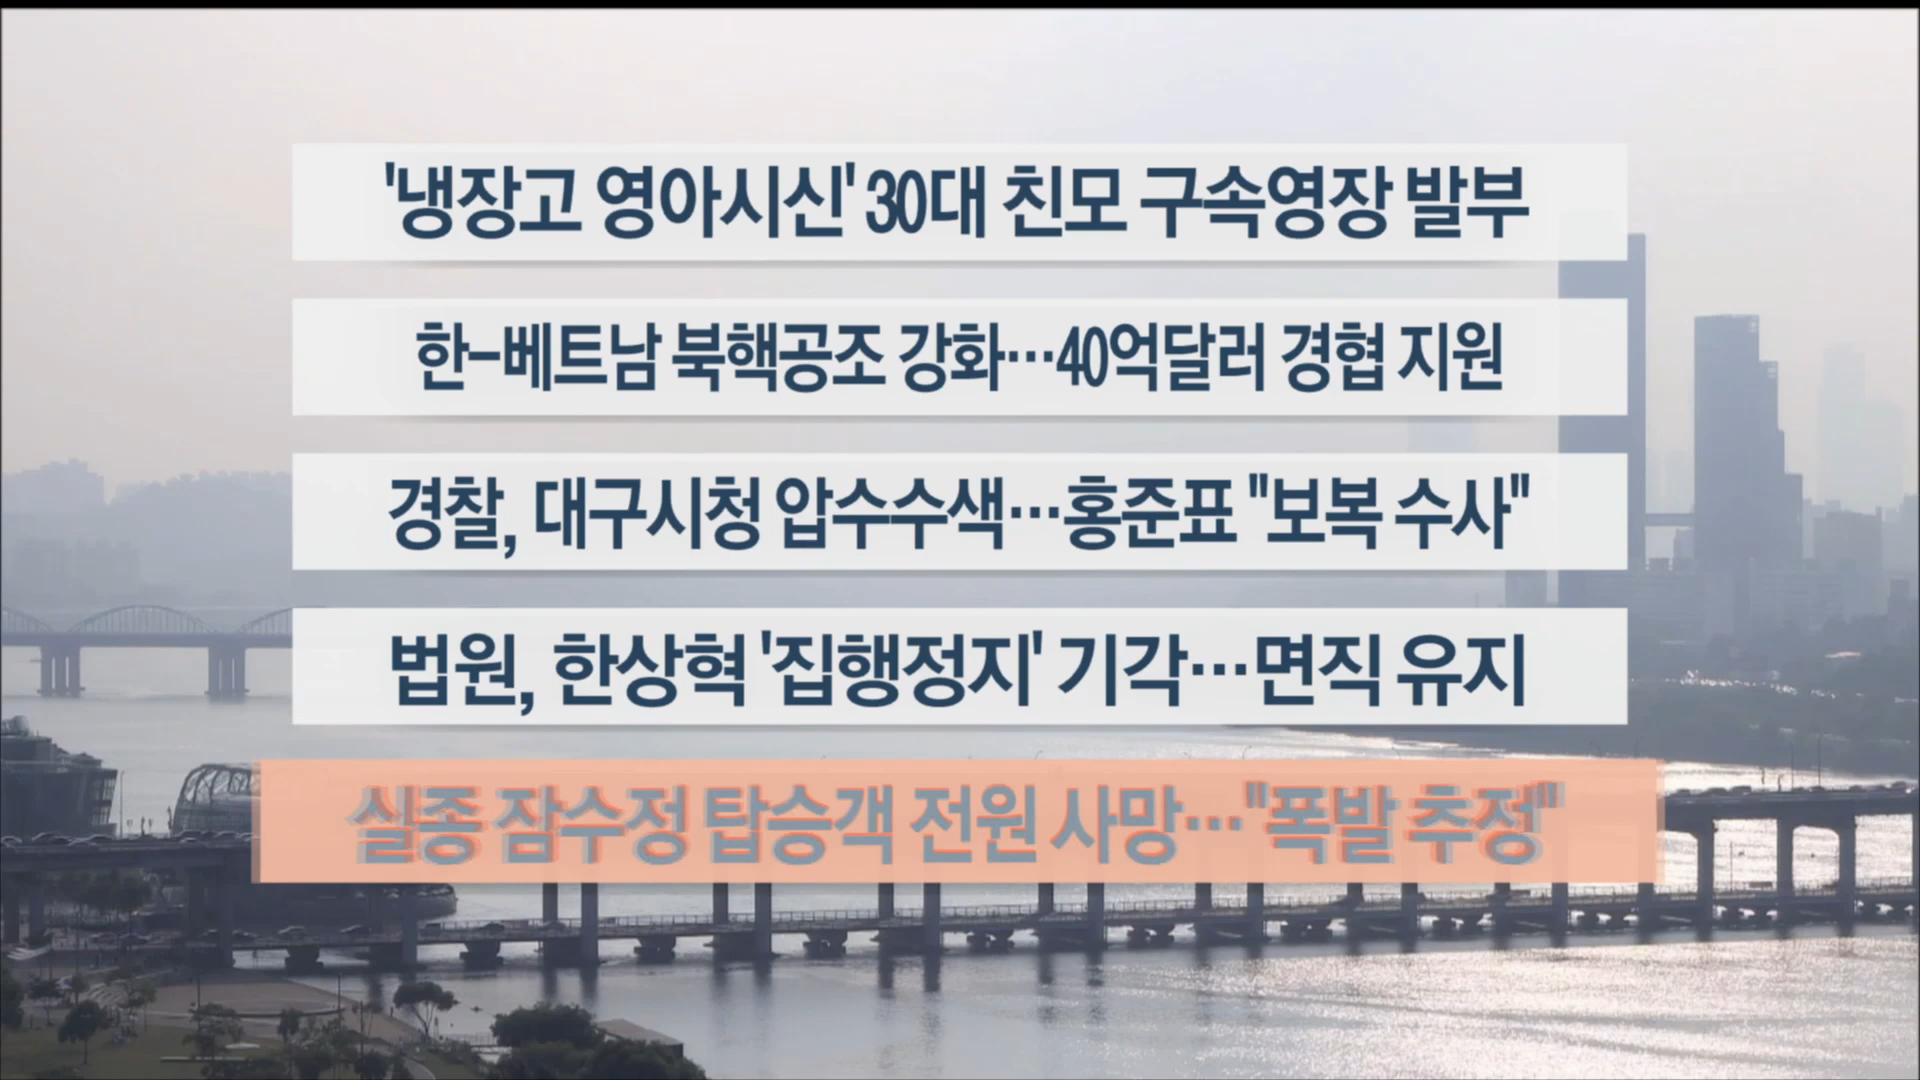 '냉장고 영아시신' 30대 친모 구속영장 발부
한-베트남 북핵공조 강화…40억달러 경협 지원
경찰, 대구시청 압수수색…홍준표 "보복 수사"
법원, 한상혁 '집행정지' 기각…면직 유지
실종 잠수정 탑승객 전원 사망…"폭발 추정"